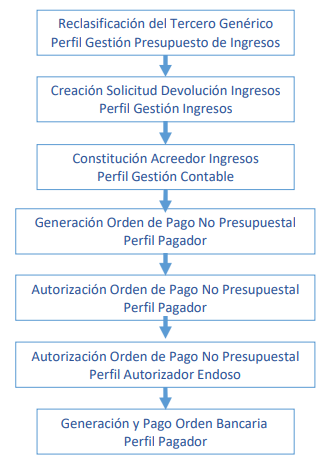 Reclasificación del Tercero Genérico
Perfil Gestión Presupuesto de Ingresos
Creación Solicitud Devolución Ingresos
Perfil Gestión Ingresos
Constitución Acreedor Ingresos
Perfil Gestión Contable
Generación Orden de Pago No Presupuestal
Perfil Pagador
Autorización Orden de Pago No Presupuestal
Perfil Pagador
Autorización Orden de Pago No Presupuestal
Perfil Autorizador Endoso
Generación y Pago Orden Bancaria
Perfil Pagador